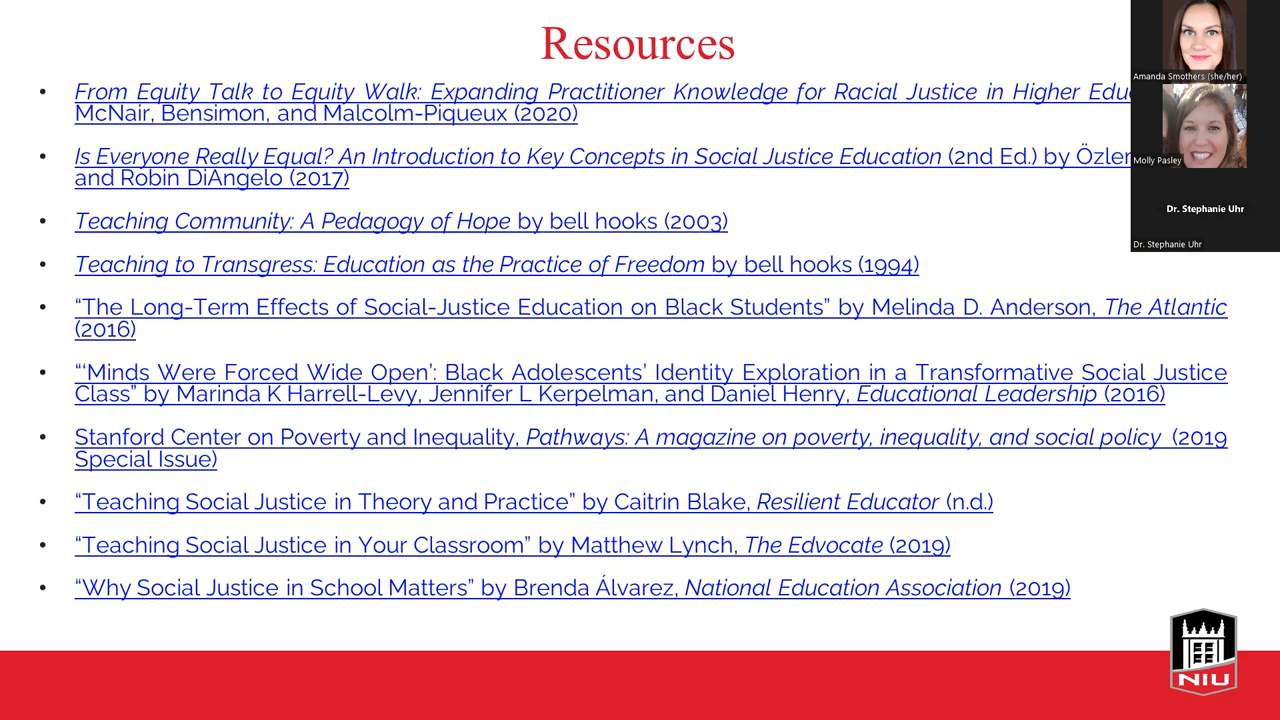 Resources
• From Equity Talk to Equity Walk: Expanding Practitioner Knowledge for Racial Justice in Higher
McNair, Bensimon, and Malcolm-Piqueux (2020)
• Is Everyone Really Equal? An Introduction to Key Concepts in Social Justice Education (2nd Ed.) by
and Robin DiAngelo (2017)
• Teaching Community: A Pedagogy of Hope by bell hooks (2003)
• Teaching to Transgress: Education as the Practice of Freedom by bell hooks (1994)
• “The Long-Term Effects of Social-Justice Education on Black Students” by Melinda D. Anderson, The Atlantic
(2016)
• “‘Minds Were Forced Wide Open’: Black Adolescents’ Identity Exploration in a Transformative Social Justice
Class” by Marinda K Harrell-Levy, Jennifer L Kerpelman, and Daniel Henry, Educational Leadership (2016)
• Stanford Center on Poverty and Inequality, Pathways: A magazine on poverty, inequality, and social policy (2019
Special Issue)
• “Teaching Social Justice in Theory and Practice” by Caitrin Blake, Resilient Educator (n.d.)
• “Teaching Social Justice in Your Classroom” by Matthew Lynch, The Edvocate (2019)
• “Why Social Justice in School Matters” by Brenda Álvarez, National Education Association (2019)
Amanda Smothers (she/her)
Molly Pasley
Dr. Stephanie Uhr
Dr. Stephanie Uhr
NIU